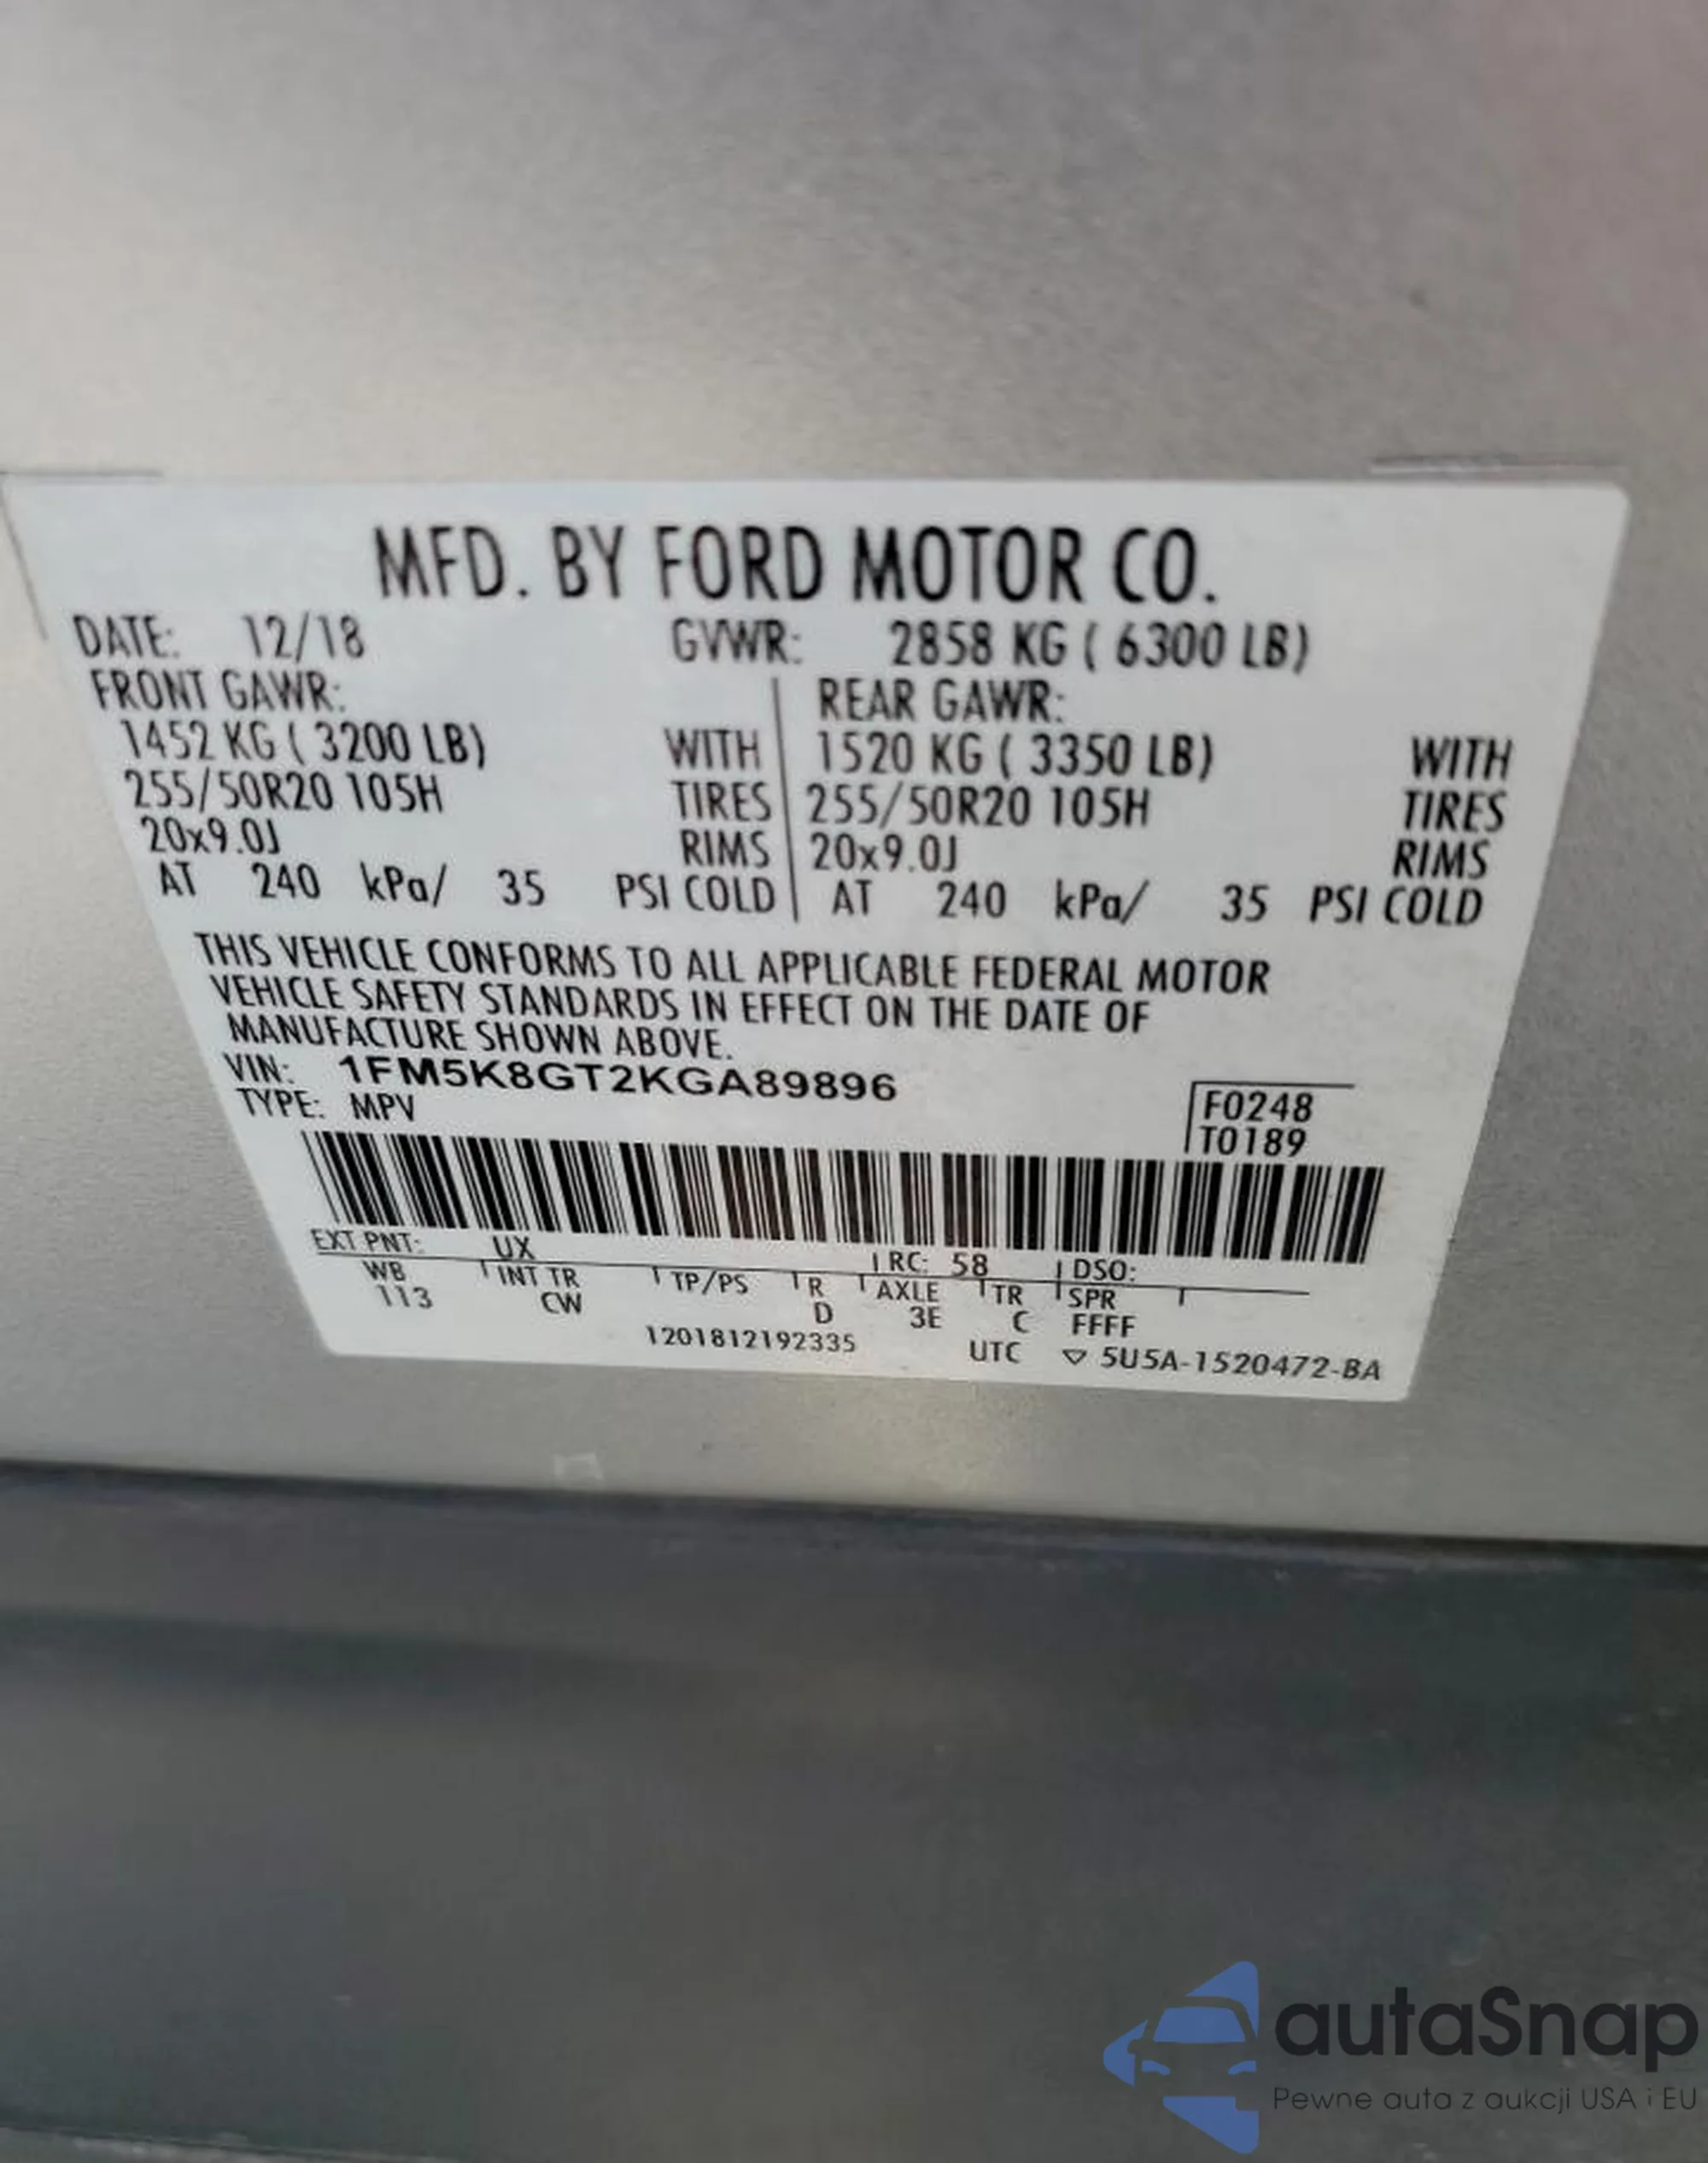 MFD. BY FORD MOTOR CO.
DATE: 12/18 GVWR: 2858 KG ( 6300 LB)
FRONT GAWR: REAR GAWR:
1452 KG ( 3200 LB) WITH 1520 KG ( 3350 LB) WITH
255/50R20 105H TIRES 255/50R20 105H TIRES
20x9.0J RIMS 20x9.0J RIMS
AT 240 kPa/ 35 PSI COLD AT 240 kPa/ 35 PSI COLD
THIS VEHICLE CONFORMS TO ALL APPLICABLE FEDERAL MOTOR
VEHICLE SAFETY STANDARDS IN EFFECT ON THE DATE OF
MANUFACTURE SHOWN ABOVE.
VIN: 1FM5K8GT2KGA89896
TYPE: MPV
F0248
T0189
EXT PNT: UX RC: 58 DSO:
WB INT TR TP/PS R AXLE TR SPR
113 CW D 3E C FFFF
1201812192335 UTC ▽ 5U5A-1520472-BA
autaSnap
Pewne auta z aukcji USA i EU